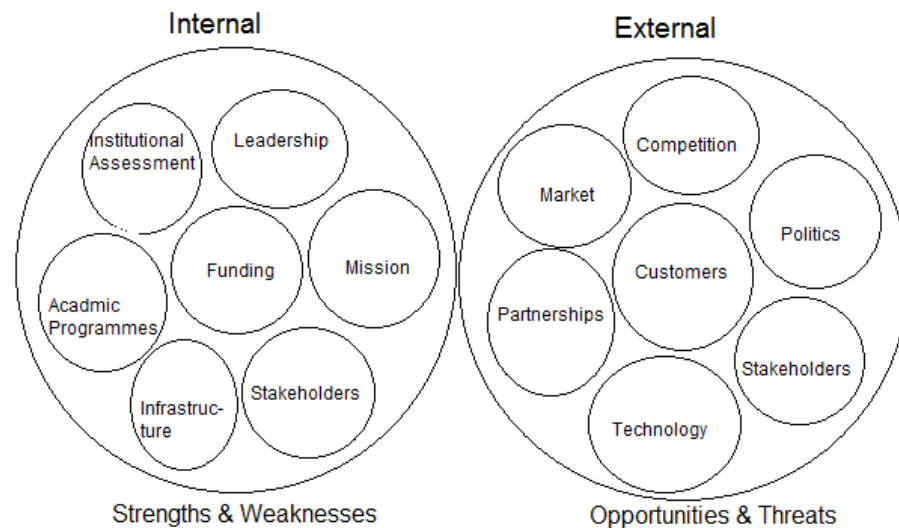 Internal
External
Institutional
Assessment
Leadership
Funding
Mission
Acadmic
Programmes
Infrastruc-
ture
Stakeholders
Strengths & Weaknesses
Competition
Market
Politics
Customers
Partnerships
Stakeholders
Technology
Opportunities & Threats